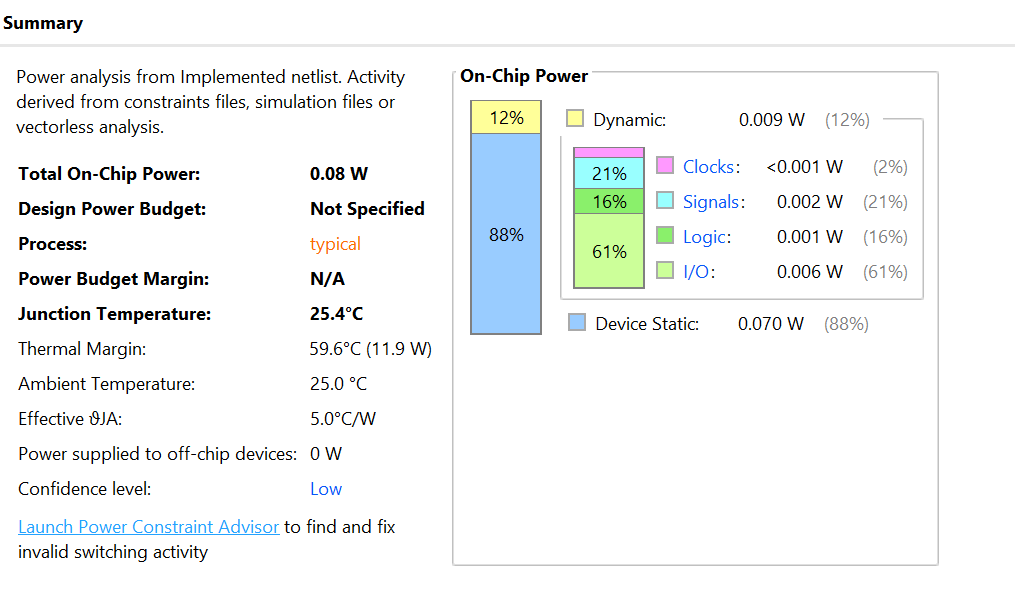 Summary
Power analysis from Implemented netlist. Activity
derived from constraints files, simulation files or
vectorless analysis.
Total On-Chip Power: 0.08 W
Design Power Budget: Not Specified
Process: typical
Power Budget Margin: N/A
Junction Temperature: 25.4°C
Thermal Margin: 59.6°C (11.9 W)
Ambient Temperature: 25.0 °C
Effective ϑJA: 5.0°C/W
Power supplied to off-chip devices: 0 W
Confidence level: Low
Launch Power Constraint Advisor to find and fix
invalid switching activity
On-Chip Power
12%
88%
Dynamic: 0.009 W (12%)
21%
16%
61%
Clocks: <0.001 W (2%)
Signals: 0.002 W (21%)
Logic: 0.001 W (16%)
I/O: 0.006 W (61%)
Device Static: 0.070 W (88%)